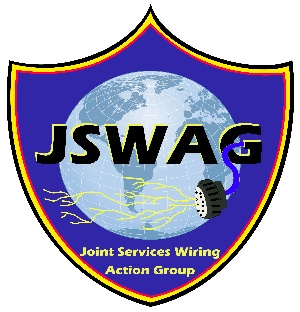 JSWAG
Joint Services Wiring
Action Group